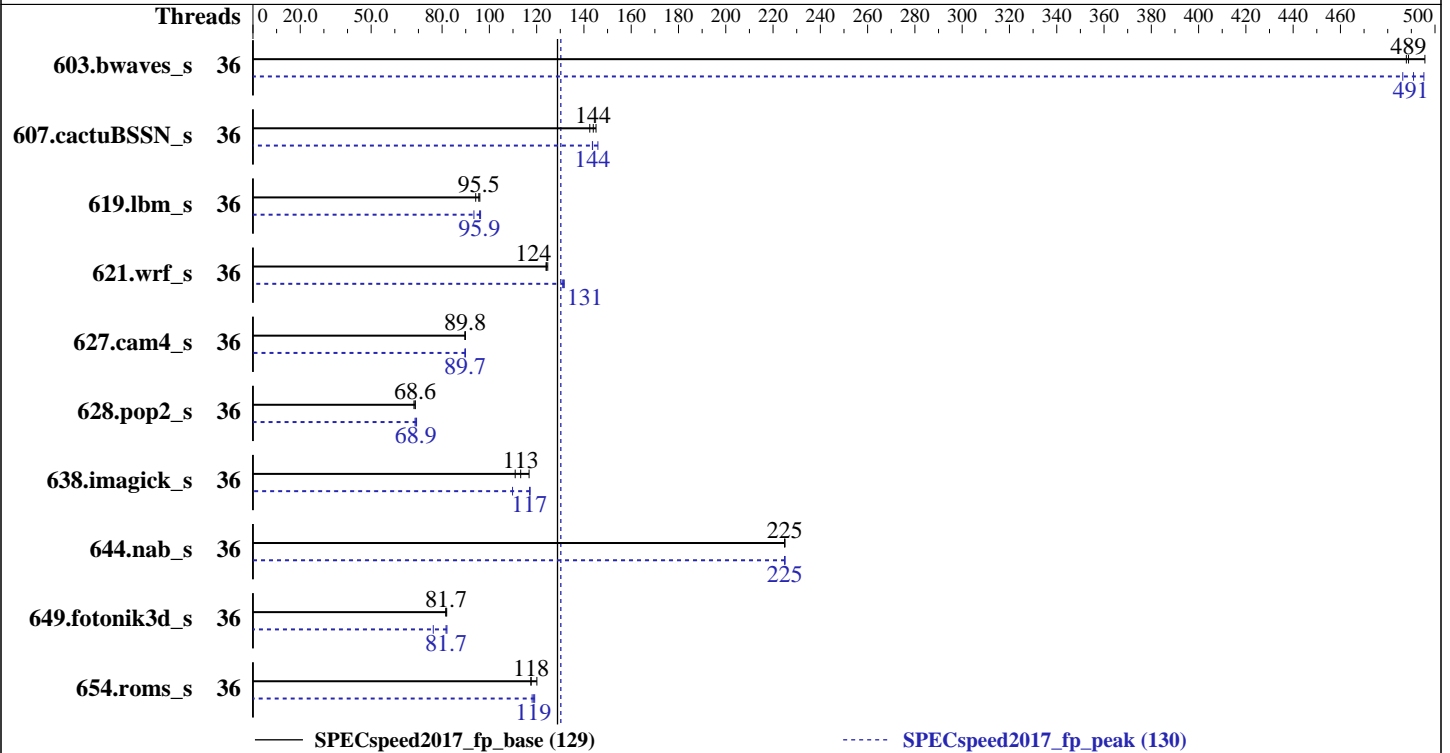 Threads 0 20.0 50.0 80.0 100 120 140 160 180 200 220 240 260 280 300 320 340 360 380 400 420 440 460 500
489
603.bwaves_s 36
491
144
607.cactuBSSN_s 36
144
95.5
619.lbm_s 36
95.9
124
621.wrf_s 36
131
89.8
627.cam4_s 36
89.7
68.6
628.pop2_s 36
68.9
113
638.imagick_s 36
117
225
644.nab_s 36
225
81.7
649.fotonik3d_s 36
81.7
118
654.roms_s 36
119
SPECspeed2017_fp_base (129) SPECspeed2017_fp_peak (130)